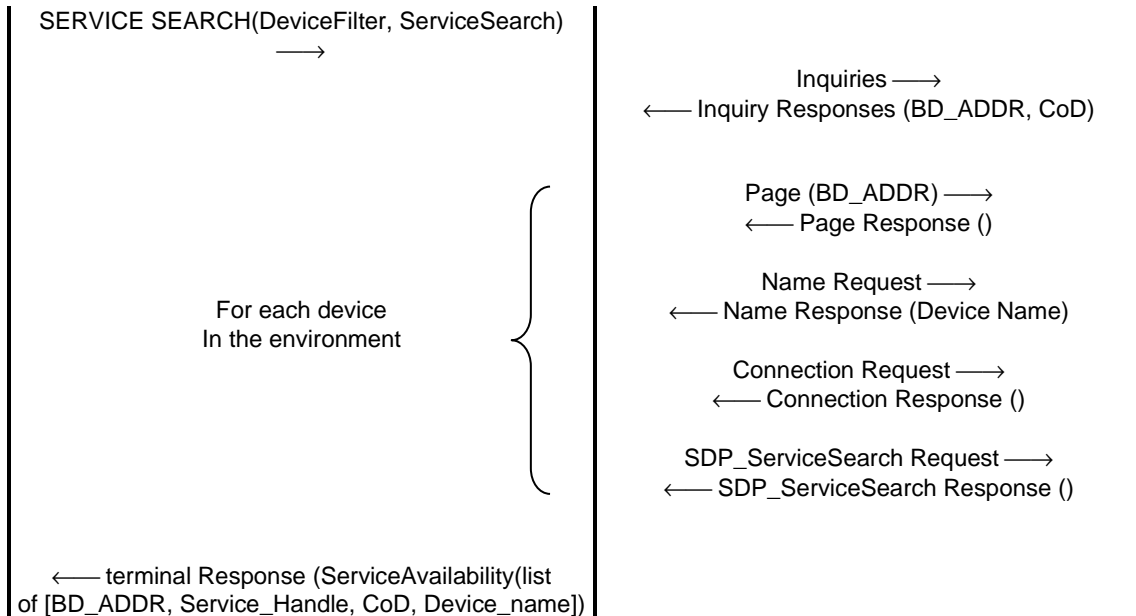 SERVICE SEARCH(DeviceFilter, ServiceSearch)
⟶
Inquiries ⟶
⟵ Inquiry Responses (BD_ADDR, CoD)
Page (BD_ADDR) ⟶
⟵ Page Response ()
Name Request ⟶
⟵ Name Response (Device Name)
For each device
In the environment
Connection Request ⟶
⟵ Connection Response ()
SDP_ServiceSearch Request ⟶
⟵ SDP_ServiceSearch Response ()
⟵ terminal Response (ServiceAvailability(list
of [BD_ADDR, Service_Handle, CoD, Device_name])